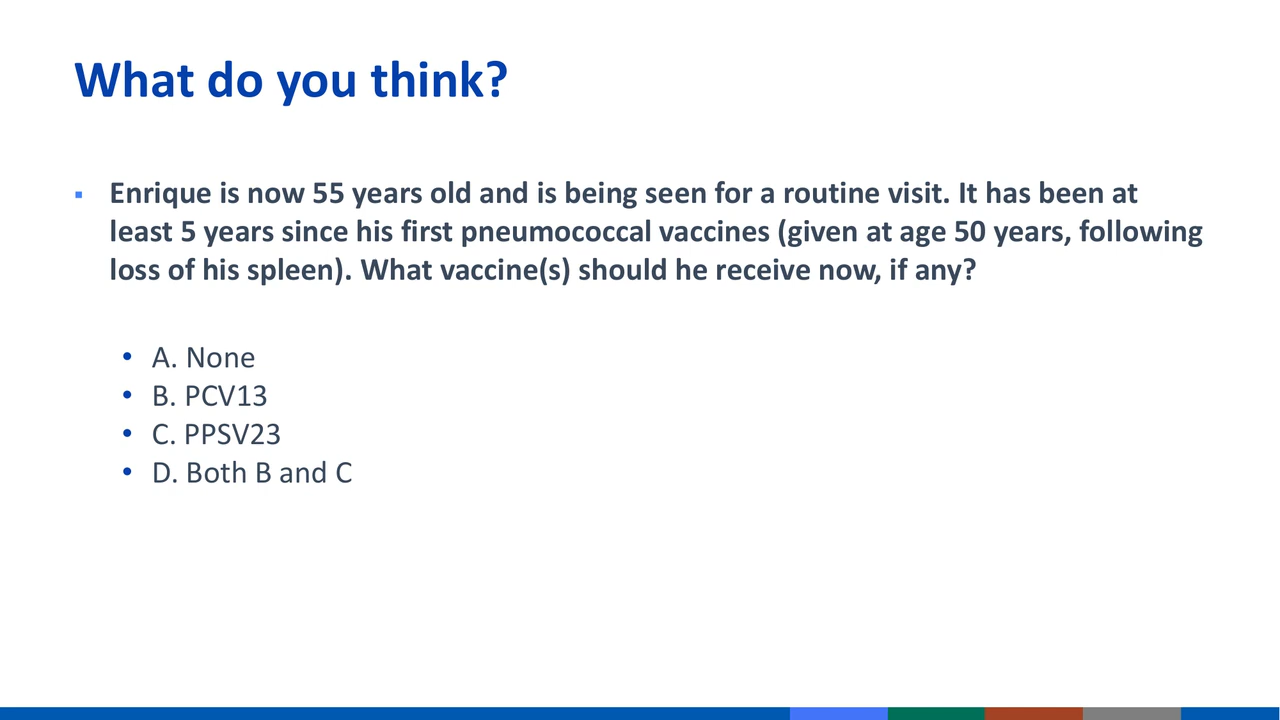 What do you think?
▪ Enrique is now 55 years old and is being seen for a routine visit. It has been at
least 5 years since his first pneumococcal vaccines (given at age 50 years, following
loss of his spleen). What vaccine(s) should he receive now, if any?
• A. None
• B. PCV13
• C. PPSV23
• D. Both B and C